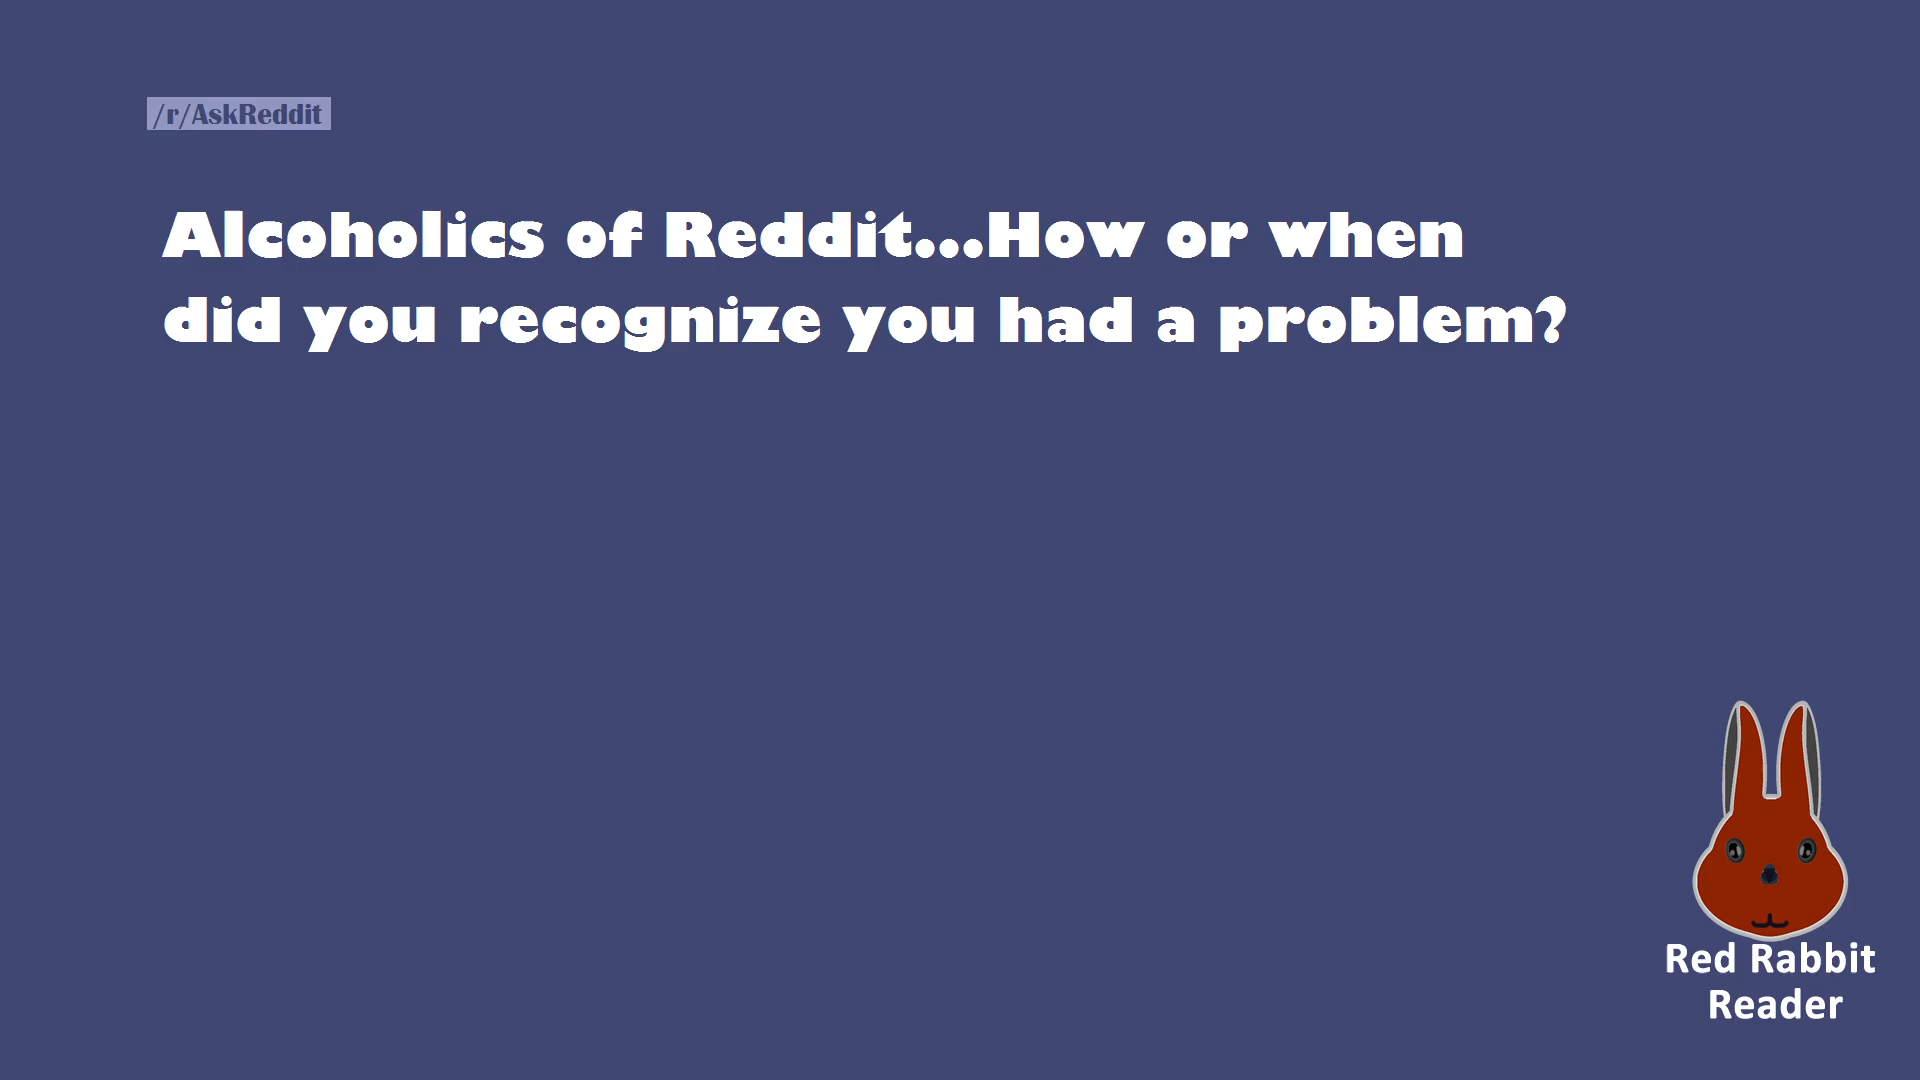 /r/AskReddit
Alcoholics of Reddit...How or when
did you recognize you had a problem?
Red Rabbit
Reader